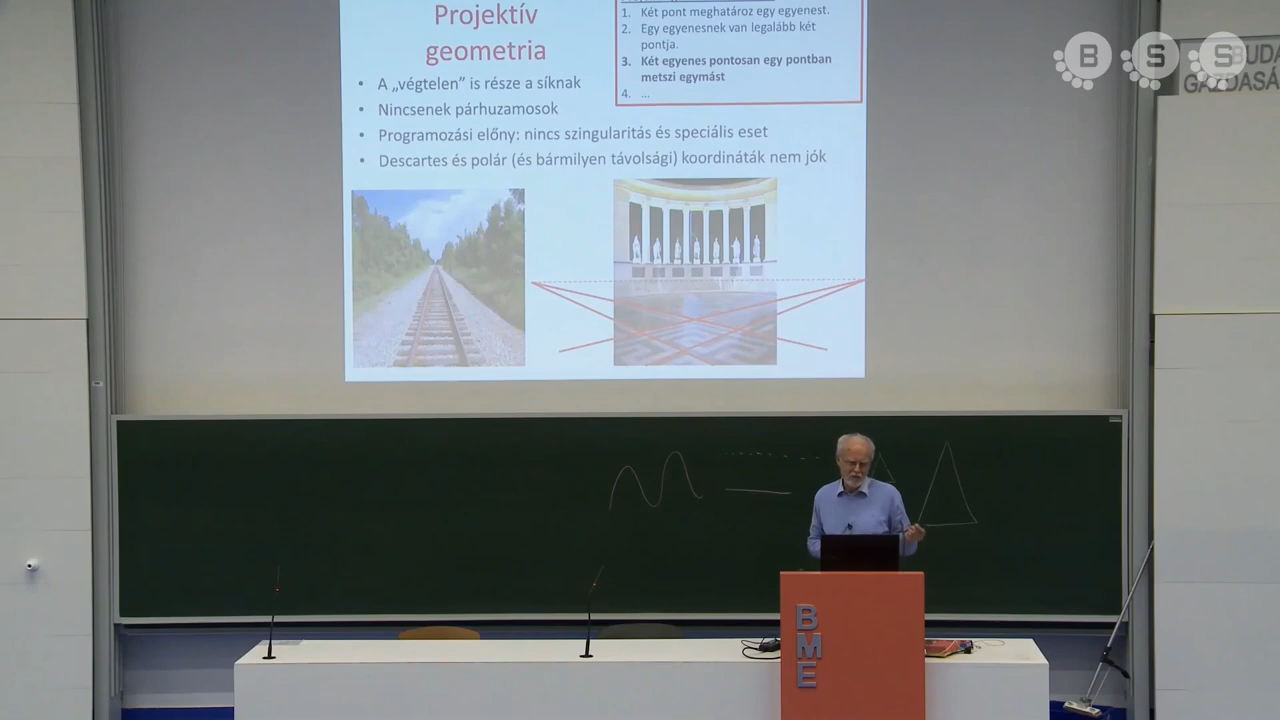 Projektív
geometria
• A „végtelen” is része a síknak
• Nincsenek párhuzamosok
• Programozási előny: nincs szingularitás és speciális eset
• Descartes és polár (és bármilyen távolsági) koordináták nem jók
1. Két pont meghatároz egy egyenest.
2. Egy egyenesnek van legalább két
pontja.
3. Két egyenes pontosan egy pontban
metszi egymást
4. ...
B S S
BUDA
GAZDASÁ
BME